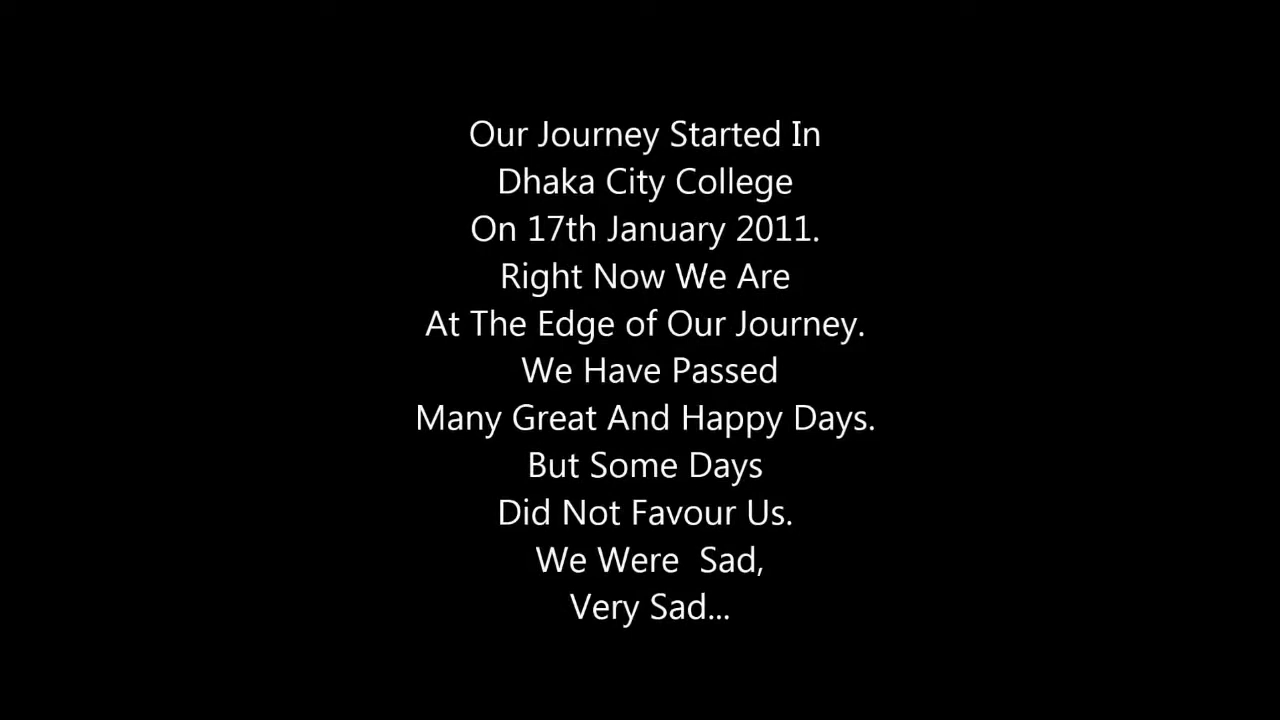 Our Journey Started In
Dhaka City College
On 17th January 2011.
Right Now We Are
At The Edge of Our Journey.
We Have Passed
Many Great And Happy Days.
But Some Days
Did Not Favour Us.
We Were  Sad,
Very Sad...